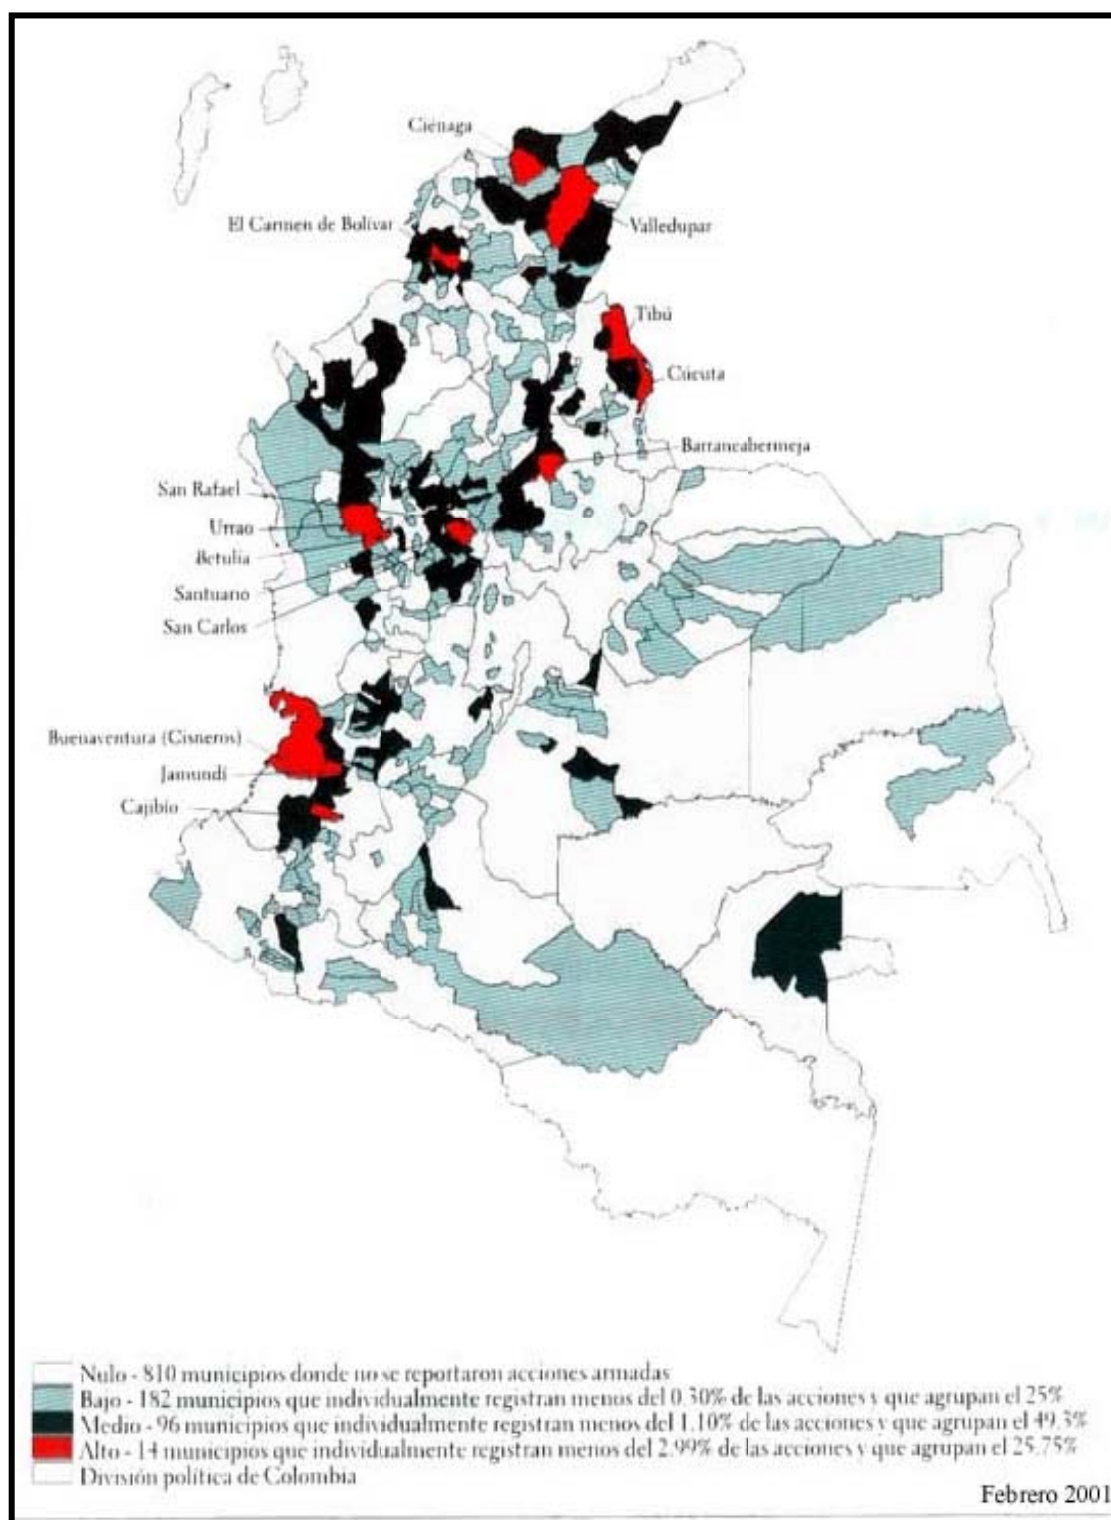 Ciénaga
El Carmen de Bolívar
Valledupar
Tibú
Cúcuta
Barrancabermeja
San Rafael
Urrao
Betulia
Santuano
San Carlos
Buenaventura (Cisneros)
Jamundí
Cajibío
Nulo - 810 municipios donde no se reportaron acciones armadas
Bajo - 182 municipios que individualmente registran menos del 0.30% de las acciones y que agrupan el 25%
Medio - 96 municipios que individualmente registran menos del 1.10% de las acciones y que agrupan el 49.3%
Alto - 14 municipios que individualmente registran menos del 2.99% de las acciones y que agrupan el 25.75%
División política de Colombia
Febrero 2001